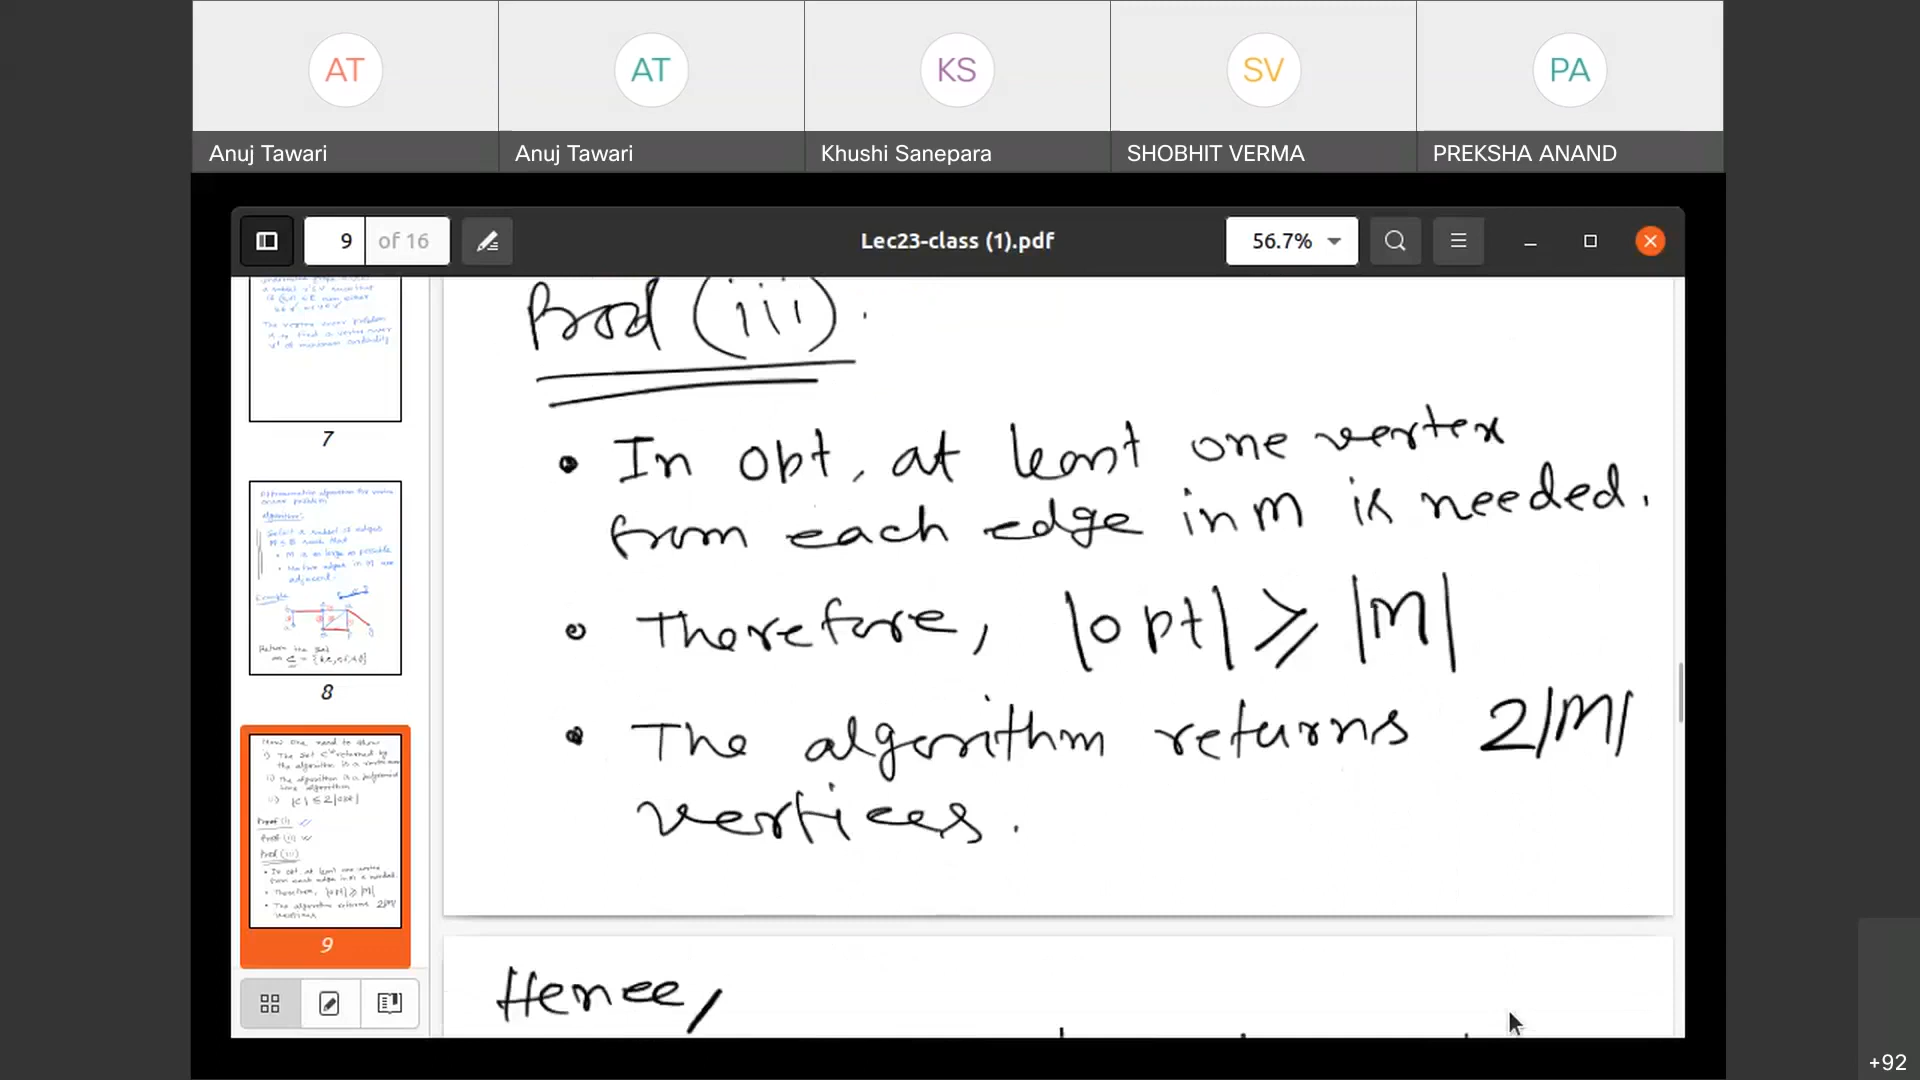 AT
AT
KS
SV
PA
Anuj Tawari
Anuj Tawari
Khushi Sanepara
SHOBHIT VERMA
PREKSHA ANAND
9 of 16
Lec23-class (1).pdf
56.7%
7
8
9
Proof (iii).
• In opt, at least one vertex
from each edge in M is needed.
• Therefore, |opt| ≥ |M|
• The algorithm returns 2|M|
vertices.
Hence,
+92